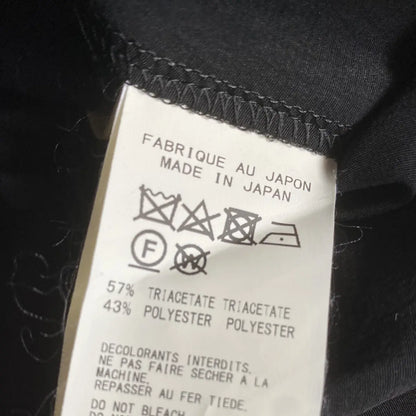 FABRIQUE AU JAPON
MADE IN JAPAN
F W
57% TRIACETATE TRIACETATE
43% POLYESTER POLYESTER
DECOLORANTS INTERDITS.
NE PAS FAIRE SECHER A LA
MACHINE.
REPASSER AU FER TIEDE.
DO NOT BLEACH